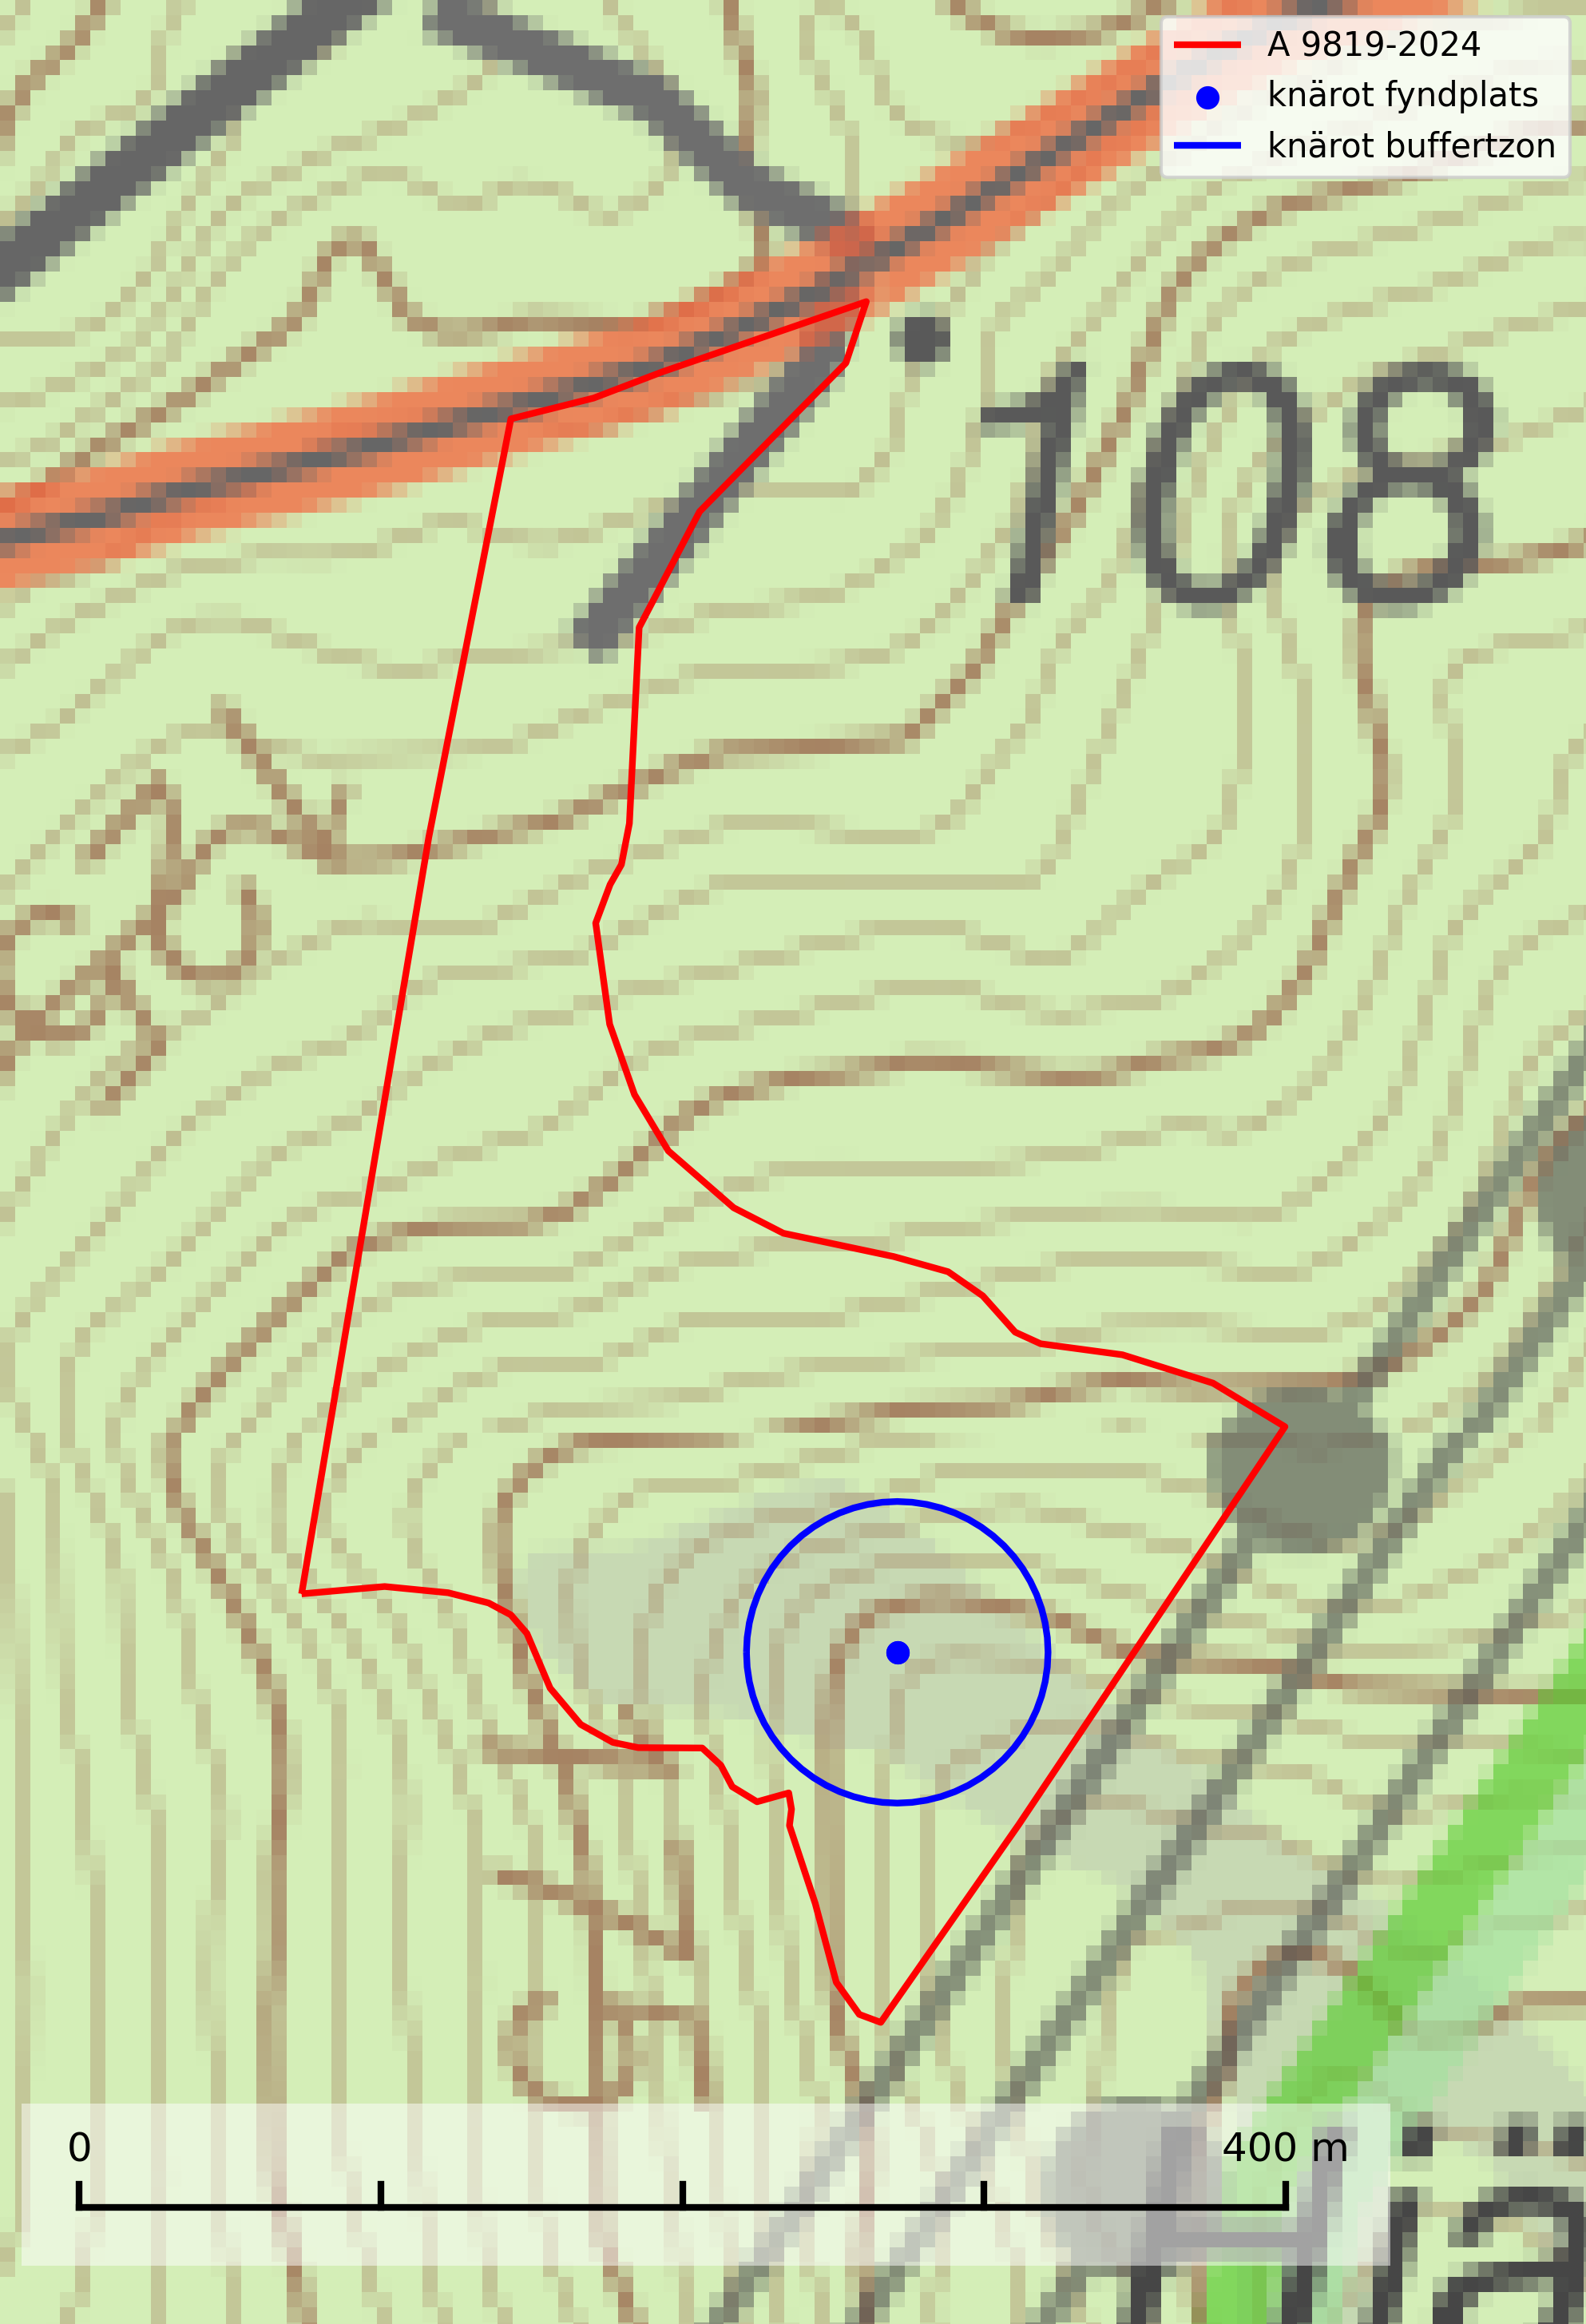 A 9819-2024
knärot fyndplats
knärot buffertzon
108
0
400 m